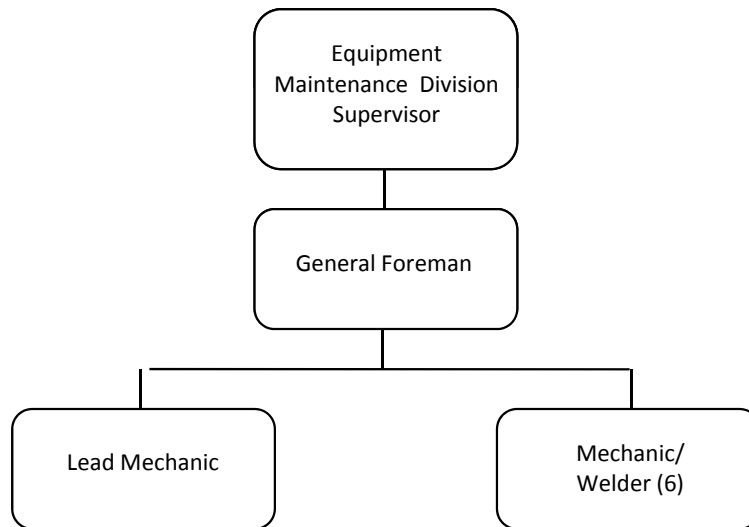 Equipment
Maintenance Division
Supervisor
General Foreman
Lead Mechanic
Mechanic/
Welder (6)